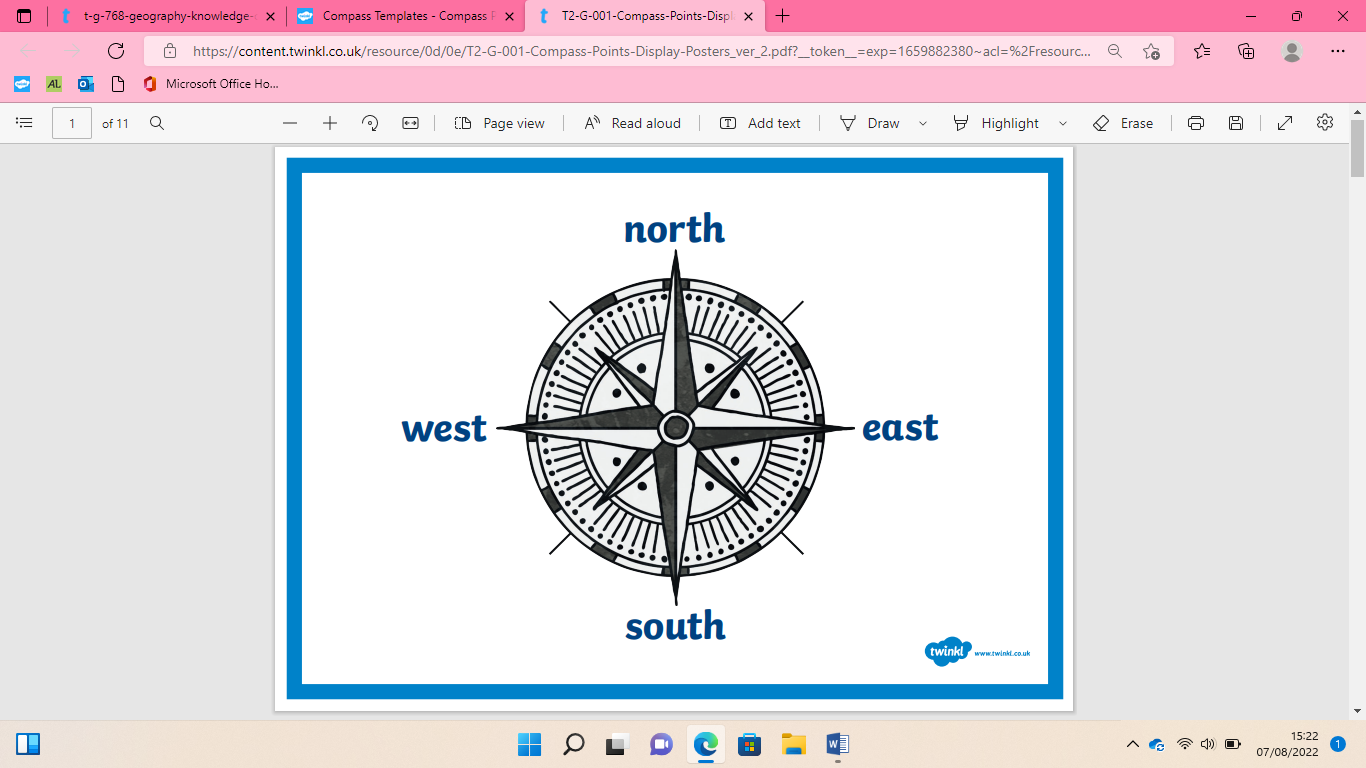 t-g-768-geography-knowledge-
Compass Templates - Compass P
T2-G-001-Compass-Points-Displ
https://content.twinkl.co.uk/resource/0d/0e/T2-G-001-Compass-Points-Display-Posters_ver_2.pdf?__token__=exp=1659882380~acl=%2Fresourc...
AL
Microsoft Office Ho...
1 of 11
Page view
Read aloud
Add text
Draw
Highlight
Erase
north
west
east
south
twinkl
www.twinkl.co.uk
15:22
07/08/2022
1